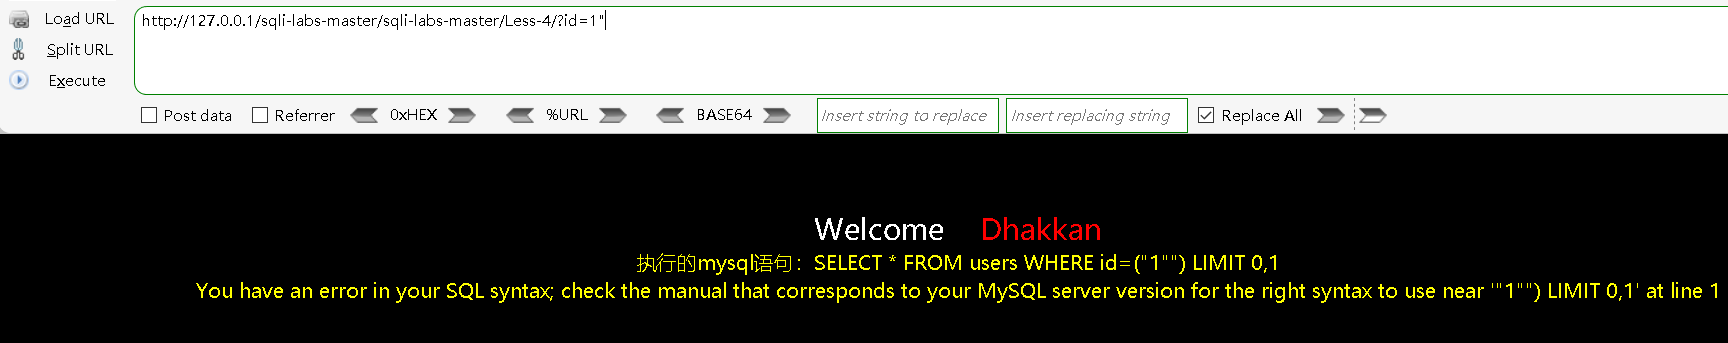 Load URL
http://127.0.0.1/sqli-labs-master/sqli-labs-master/Less-4/?id=1"
Split URL
Execute
Post data Referrer 0xHEX %URL BASE64 Insert string to replace Insert replacing string Replace All
Welcome Dhakkan
执行的mysql语句：SELECT * FROM users WHERE id=("1"") LIMIT 0,1
You have an error in your SQL syntax; check the manual that corresponds to your MySQL server version for the right syntax to use near '"1"") LIMIT 0,1' at line 1